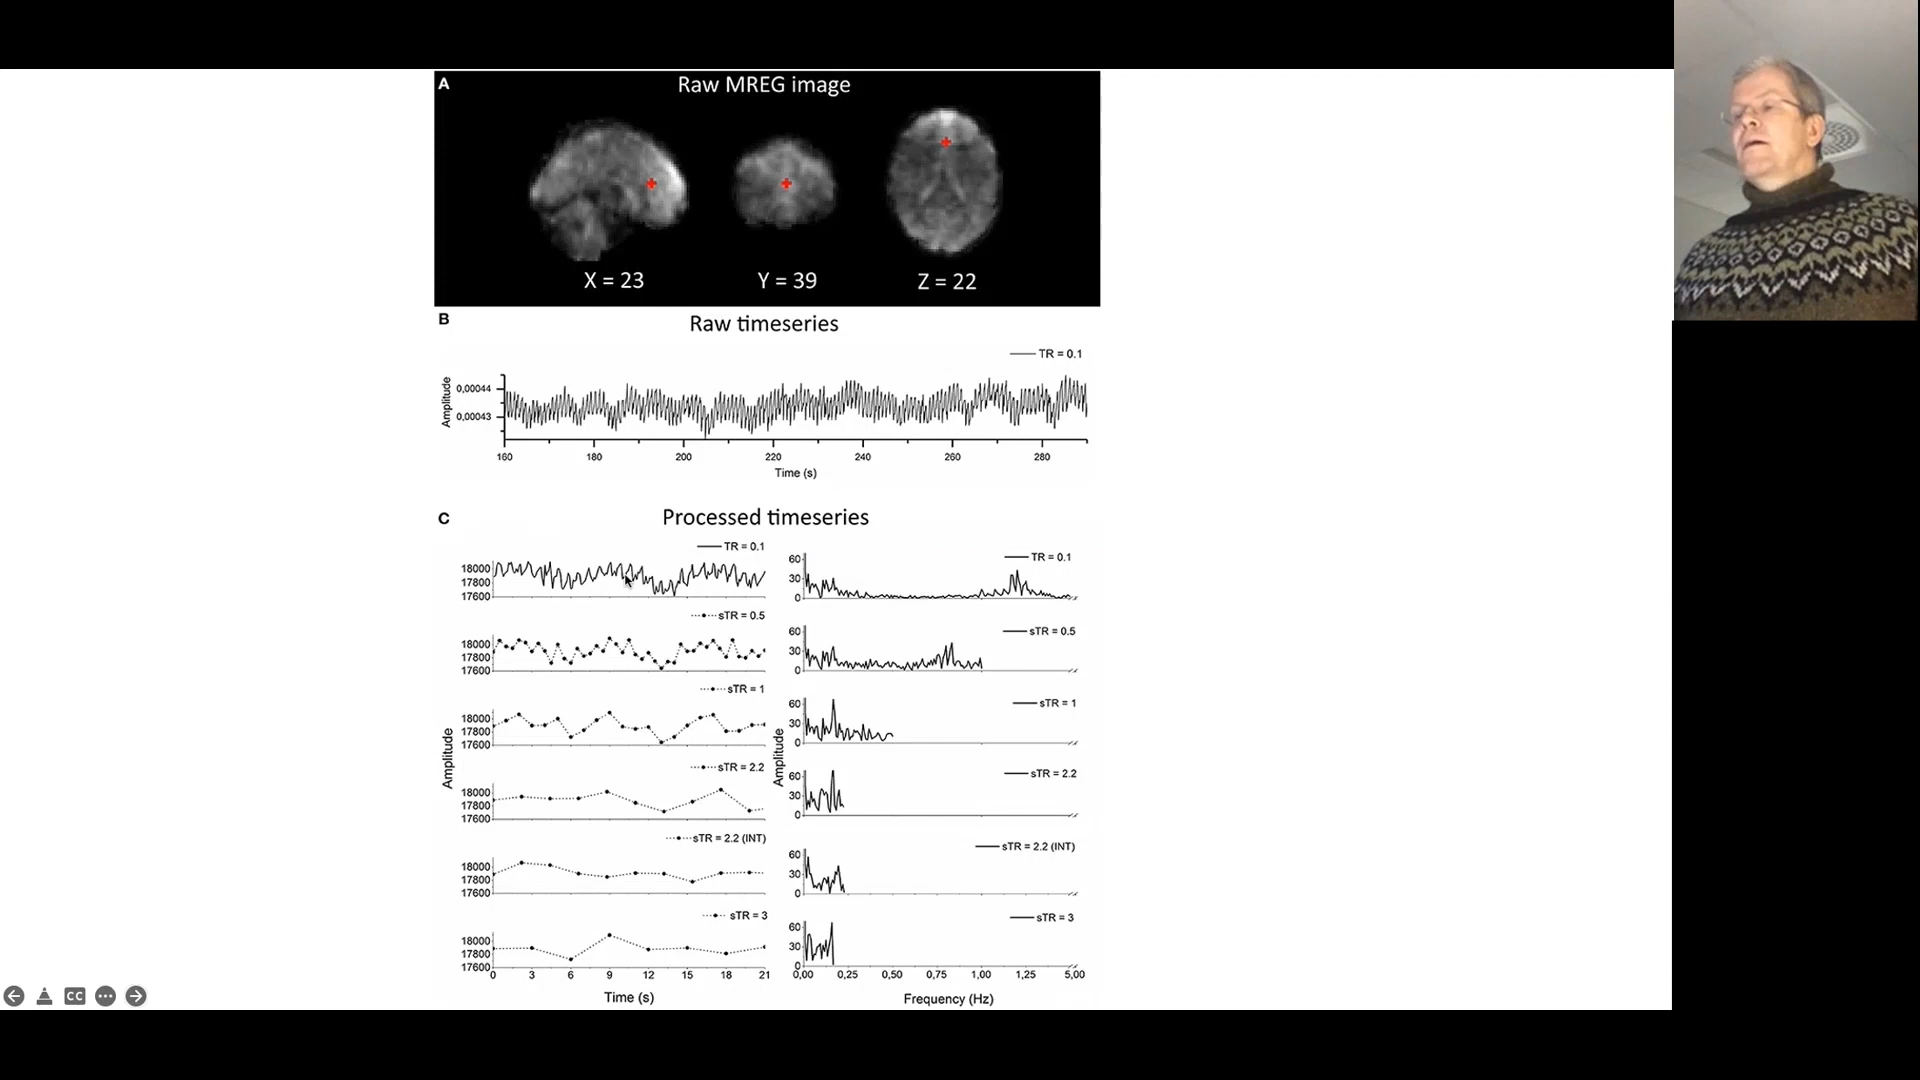 A
Raw MREG image
X = 23
Y = 39
Z = 22
B
Raw timeseries
TR = 0.1
Amplitude
0,00044
0,00043
160 180 200 220 240 260 280
Time (s)
C
Processed timeseries
TR = 0.1
18000
17800
17600
TR = 0.1
60
30
0
sTR = 0.5
18000
17800
17600
sTR = 0.5
60
30
0
sTR = 1
18000
17800
17600
sTR = 1
60
30
0
Amplitude
Amplitude
sTR = 2.2
18000
17800
17600
sTR = 2.2
60
30
0
sTR = 2.2 (INT)
18000
17800
17600
sTR = 2.2 (INT)
60
30
0
sTR = 3
18000
17800
17600
sTR = 3
60
30
0
0 3 6 9 12 15 18 21
Time (s)
0,00 0,25 0,50 0,75 1,00 1,25 5,00
Frequency (Hz)
CC